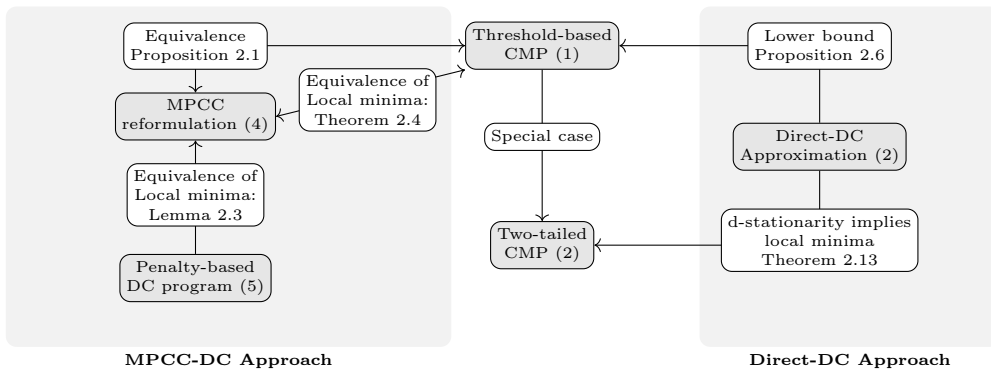 Equivalence
Proposition 2.1
Threshold-based
CMP (1)
Lower bound
Proposition 2.6
Equivalence of
Local minima:
Theorem 2.4
MPCC
reformulation (4)
Special case
Direct-DC
Approximation (2)
Equivalence of
Local minima:
Lemma 2.3
Two-tailed
CMP (2)
d-stationarity implies
local minima
Theorem 2.13
Penalty-based
DC program (5)
MPCC-DC Approach
Direct-DC Approach